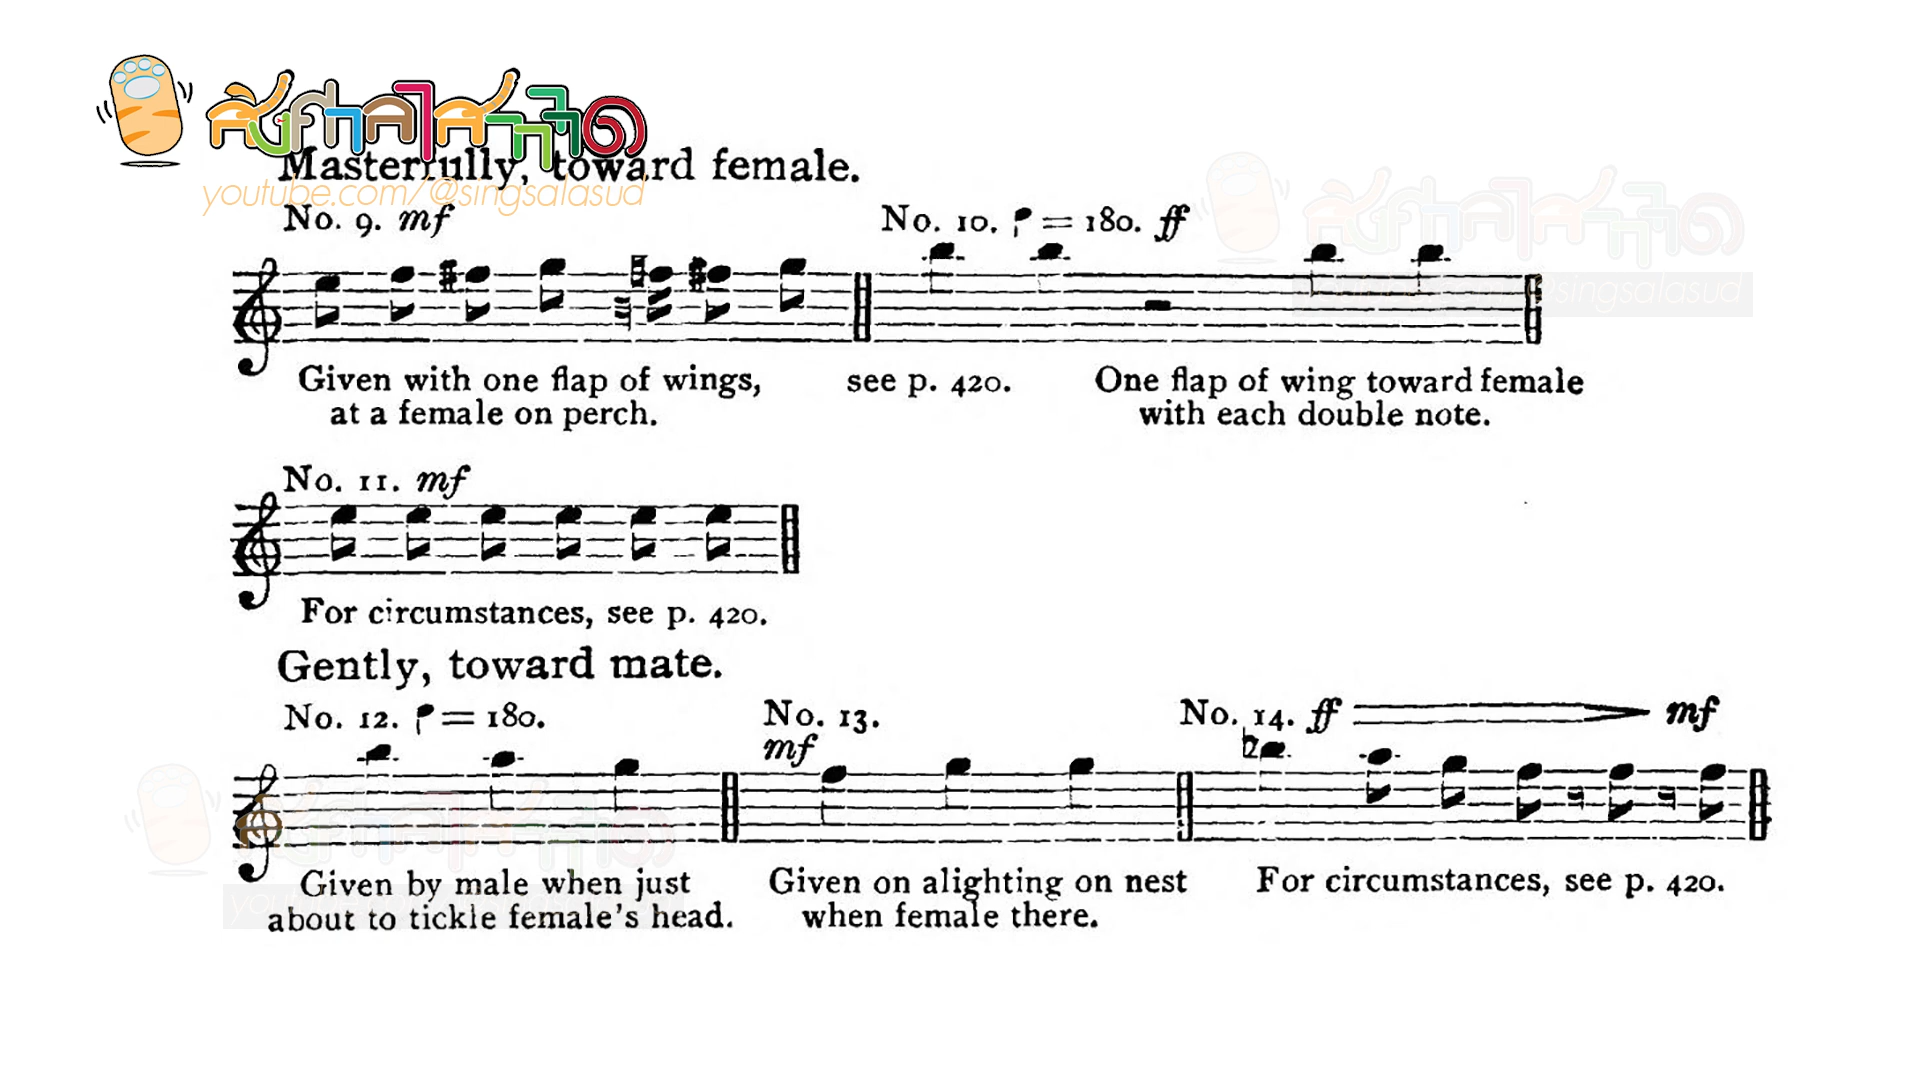 สิงศาลาไสาสุด
Masterfully, toward female.
youtube.com/@singsalasud
No. 9. mf
No. 10. = 180. ff
Given with one flap of wings,
at a female on perch.
see p. 420.
One flap of wing toward female
with each double note.
No. 11. mf
For circumstances, see p. 420.
Gently, toward mate.
No. 12. = 180.
No. 13.
mf
No. 14. ff mf
Given by male when just
about to tickle female's head.
Given on alighting on nest
when female there.
For circumstances, see p. 420.